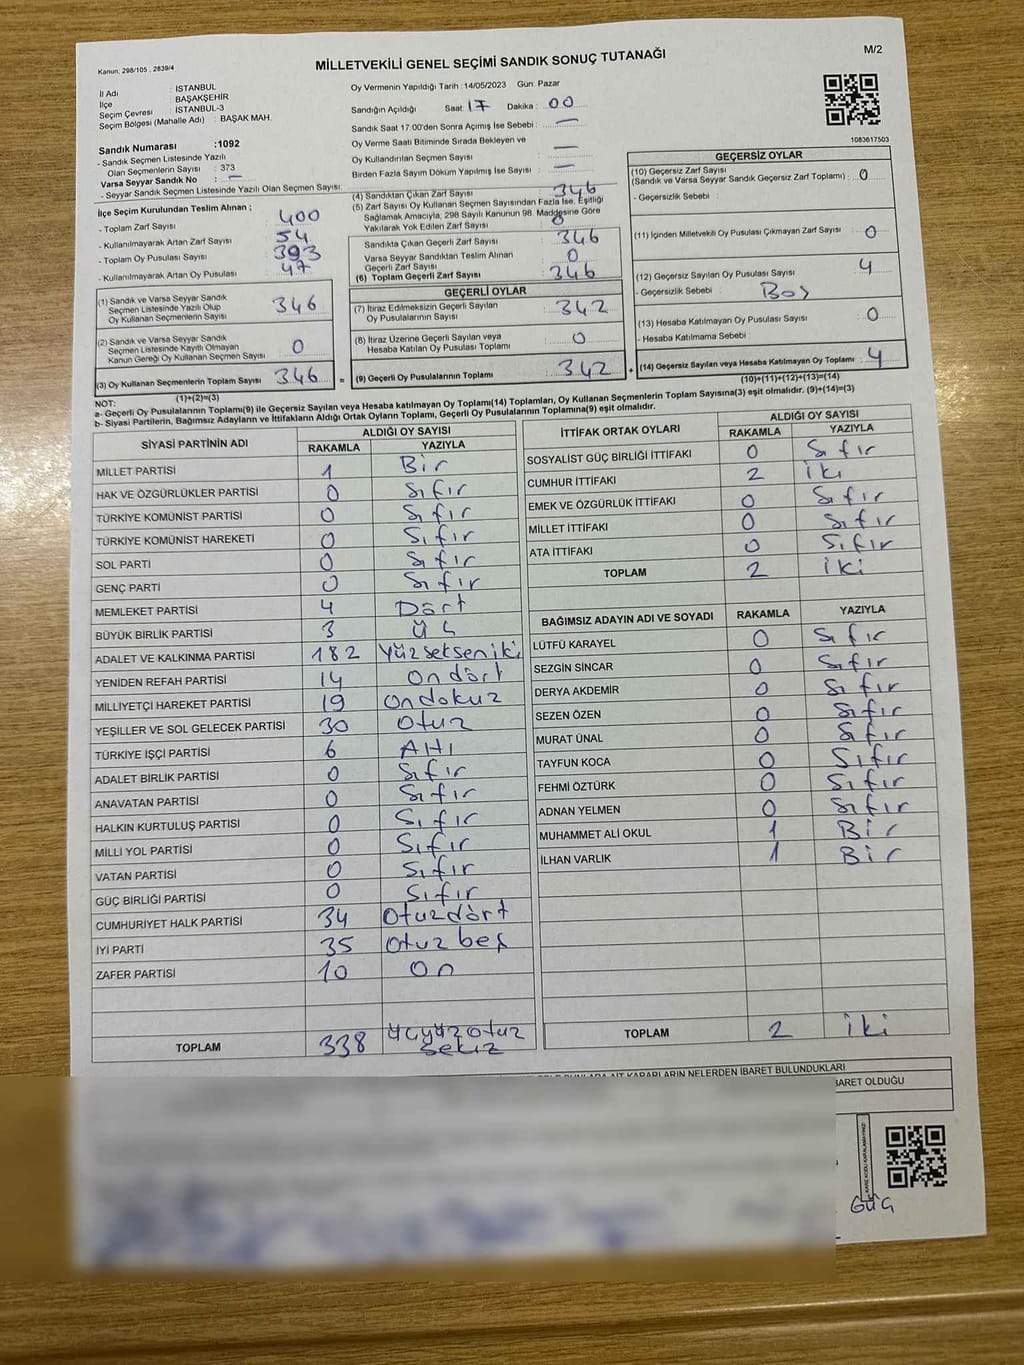 Kanun: 298/105 , 2839/4
MİLLETVEKİLİ GENEL SEÇİMİ SANDIK SONUÇ TUTANAĞI
M/2
İl Adı : İSTANBUL
İlçe : BAŞAKŞEHİR
Seçim Çevresi : İSTANBUL-3
Seçim Bölgesi (Mahalle Adı) : BAŞAK MAH.
Oy Vermenin Yapıldığı Tarih :14/05/2023 Gün: Pazar
Sandığın Açıldığı Saat 17 Dakika : 00
Sandık Saat 17:00'den Sonra Açımış İse Sebebi : —
Oy Verme Saati Bitiminde Sırada Bekleyen ve
Oy Kullandırılan Seçmen Sayısı : —
Birden Fazla Sayım Döküm Yapılmış İse Sayısı : —
1083617503
Sandık Numarası :1092
- Sandık Seçmen Listesinde Yazılı
Olan Seçmenlerin Sayısı : 373
Varsa Seyyar Sandık No : —
- Seyyar Sandık Seçmen Listesinde Yazılı Olan Seçmen Sayısı:
İlçe Seçim Kurulundan Teslim Alınan ;
- Toplam Zarf Sayısı : 400
- Kullanılmayarak Artan Zarf Sayısı : 54
- Toplam Oy Pusulası Sayısı : 393
- Kullanılmayarak Artan Oy Pusulası : 47
(1) Sandık ve Varsa Seyyar Sandık
Seçmen Listesinde Yazılı Olup
Oy Kullanan Seçmenlerin Sayısı : 346
(2) Sandık ve Varsa Seyyar Sandık
Seçmen Listesinde Kayıtlı Olmayan
Kanun Gereği Oy Kullanan Seçmen Sayısı : 0
(3) Oy Kullanan Seçmenlerin Toplam Sayısı : 346
(1)+(2)=(3)
(4) Sandıktan Çıkan Zarf Sayısı : 346
(5) Zarf Sayısı Oy Kullanan Seçmen Sayısından Fazla İse, Eşitliği
Sağlamak Amacıyla, 298 Sayılı Kanunun 98. Maddesine Göre
Yakılarak Yok Edilen Zarf Sayısı : 0
Sandıkta Çıkan Geçerli Zarf Sayısı : 346
Varsa Seyyar Sandıktan Teslim Alınan
Geçerli Zarf Sayısı : 0
(6) Toplam Geçerli Zarf Sayısı : 346
GEÇERLİ OYLAR
(7) İtiraz Edilmeksizin Geçerli Sayılan
Oy Pusulalarının Sayısı : 342
(8) İtiraz Üzerine Geçerli Sayılan veya
Hesaba Katılan Oy Pusulası Toplamı : 0
= (9) Geçerli Oy Pusulalarının Toplamı : 342
GEÇERSİZ OYLAR
(10) Geçersiz Zarf Sayısı
(Sandık ve Varsa Seyyar Sandık Geçersiz Zarf Toplamı) : 0
- Geçersizlik Sebebi :
(11) İçinden Milletvekili Oy Pusulası Çıkmayan Zarf Sayısı : 0
(12) Geçersiz Sayılan Oy Pusulası Sayısı : 4
- Geçersizlik Sebebi : Boş
(13) Hesaba Katılmayan Oy Pusulası Sayısı : 0
- Hesaba Katılmama Sebebi :
+ (14) Geçersiz Sayılan veya Hesaba Katılmayan Oy Toplamı : 4
(10)+(11)+(12)+(13)=(14)
NOT:
a- Geçerli Oy Pusulalarının Toplamı(9) ile Geçersiz Sayılan veya Hesaba katılmayan Oy Toplamı(14) Toplamları, Oy Kullanan Seçmenlerin Toplam Sayısına(3) eşit olmalıdır. (9)+(14)=(3)
b- Siyasi Partilerin, Bağımsız Adayların ve İttifakların Aldığı Ortak Oyların Toplamı, Geçerli Oy Pusulalarının Toplamına(9) eşit olmalıdır.
SİYASİ PARTİNİN ADI ALDIĞI OY SAYISI
RAKAMLA YAZIYLA
MİLLET PARTİSİ 1 Bir
HAK VE ÖZGÜRLÜKLER PARTİSİ 0 Sıfır
TÜRKİYE KOMÜNİST PARTİSİ 0 Sıfır
TÜRKİYE KOMÜNİST HAREKETİ 0 Sıfır
SOL PARTİ 0 Sıfır
GENÇ PARTİ 0 Sıfır
MEMLEKET PARTİSİ 4 Dört
BÜYÜK BİRLİK PARTİSİ 3 Üç
ADALET VE KALKINMA PARTİSİ 182 Yüzsekseniki
YENİDEN REFAH PARTİSİ 14 Ondört
MİLLİYETÇİ HAREKET PARTİSİ 19 Ondokuz
YEŞİLLER VE SOL GELECEK PARTİSİ 30 Otuz
TÜRKİYE İŞÇİ PARTİSİ 6 Altı
ADALET BİRLİK PARTİSİ 0 Sıfır
ANAVATAN PARTİSİ 0 Sıfır
HALKIN KURTULUŞ PARTİSİ 0 Sıfır
MİLLİ YOL PARTİSİ 0 Sıfır
VATAN PARTİSİ 0 Sıfır
GÜÇ BİRLİĞİ PARTİSİ 0 Sıfır
CUMHURİYET HALK PARTİSİ 34 Otuzdört
İYİ PARTİ 35 Otuz beş
ZAFER PARTİSİ 10 On
TOPLAM 338 Üçyüzotuz
sekiz
İTTİFAK ORTAK OYLARI ALDIĞI OY SAYISI
RAKAMLA YAZIYLA
SOSYALİST GÜÇ BİRLİĞİ İTTİFAKI 0 Sıfır
CUMHUR İTTİFAKI 2 İki
EMEK VE ÖZGÜRLÜK İTTİFAKI 0 Sıfır
MİLLET İTTİFAKI 0 Sıfır
ATA İTTİFAKI 0 Sıfır
TOPLAM 2 İki
BAĞIMSIZ ADAYIN ADI VE SOYADI RAKAMLA YAZIYLA
LÜTFÜ KARAYEL 0 Sıfır
SEZGİN SİNCAR 0 Sıfır
DERYA AKDEMİR 0 Sıfır
SEZEN ÖZEN 0 Sıfır
MURAT ÜNAL 0 Sıfır
TAYFUN KOCA 0 Sıfır
FEHMİ ÖZTÜRK 0 Sıfır
ADNAN YELMEN 0 Sıfır
MUHAMMET ALİ OKUL 1 Bir
İLHAN VARLIK 1 Bir
TOPLAM 2 İki
KARARLARIN NELERDEN İBARET BULUNDUKLARI
İBARET OLDUĞU